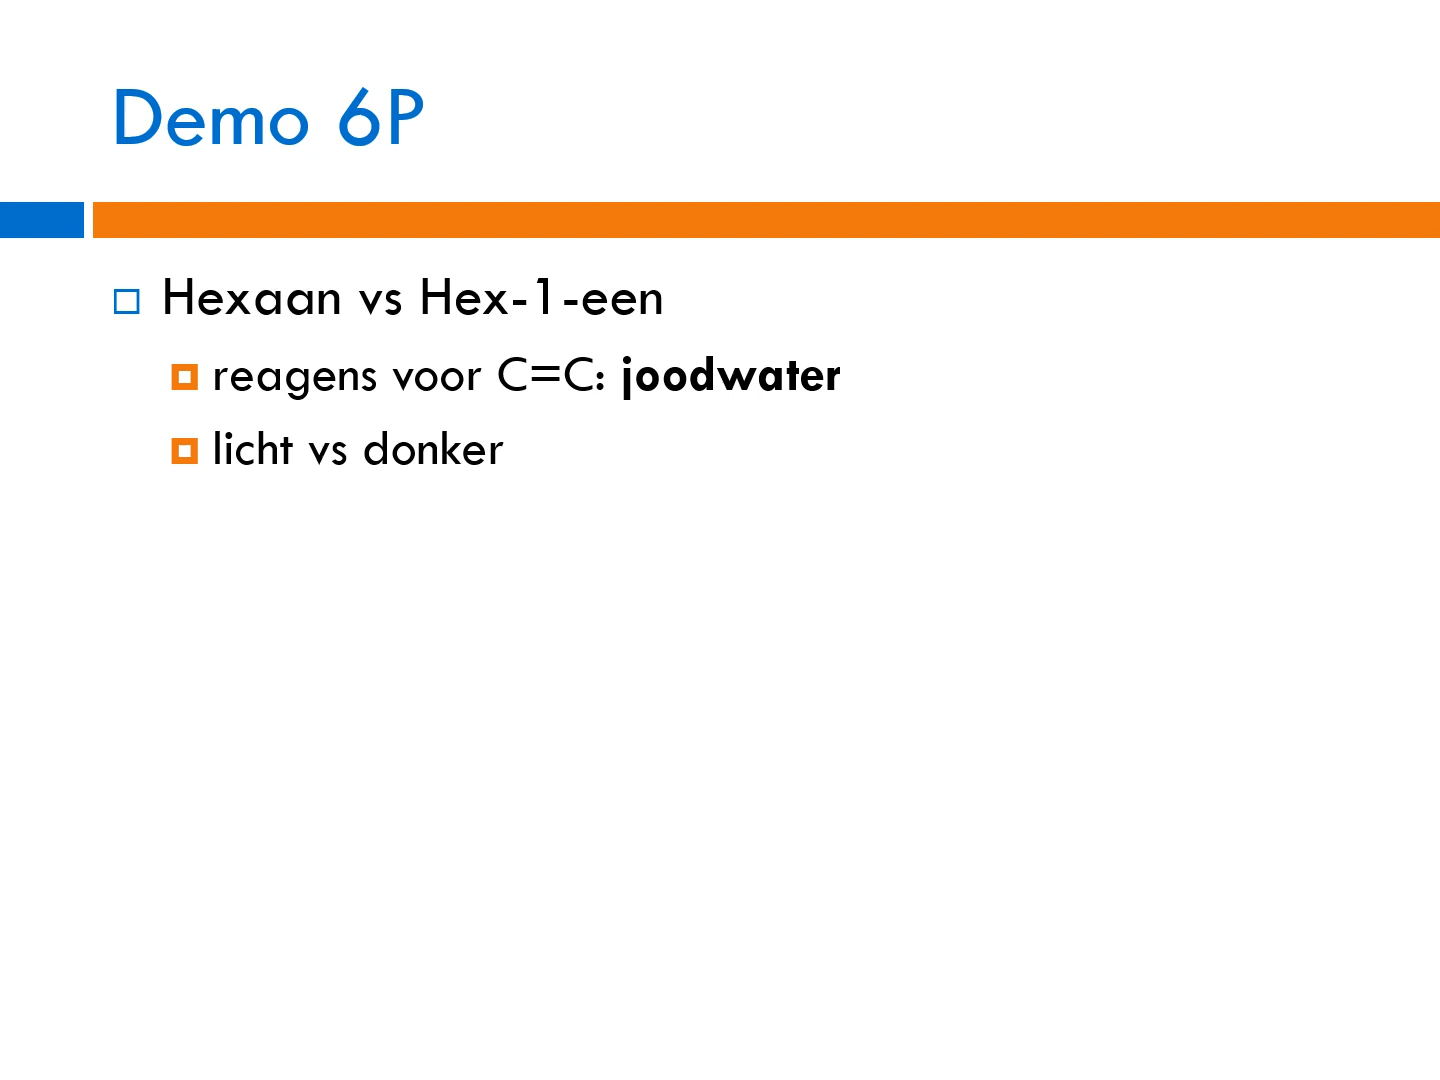 Demo 6P
Hexaan vs Hex-1-een
reagens voor C=C: joodwater
licht vs donker